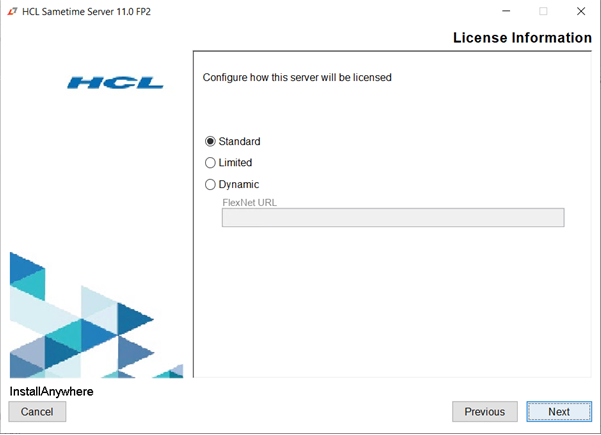 HCL Sametime Server 11.0 FP2
License Information
HCL
Configure how this server will be licensed
Standard
Limited
Dynamic
FlexNet URL
InstallAnywhere
Cancel
Previous
Next